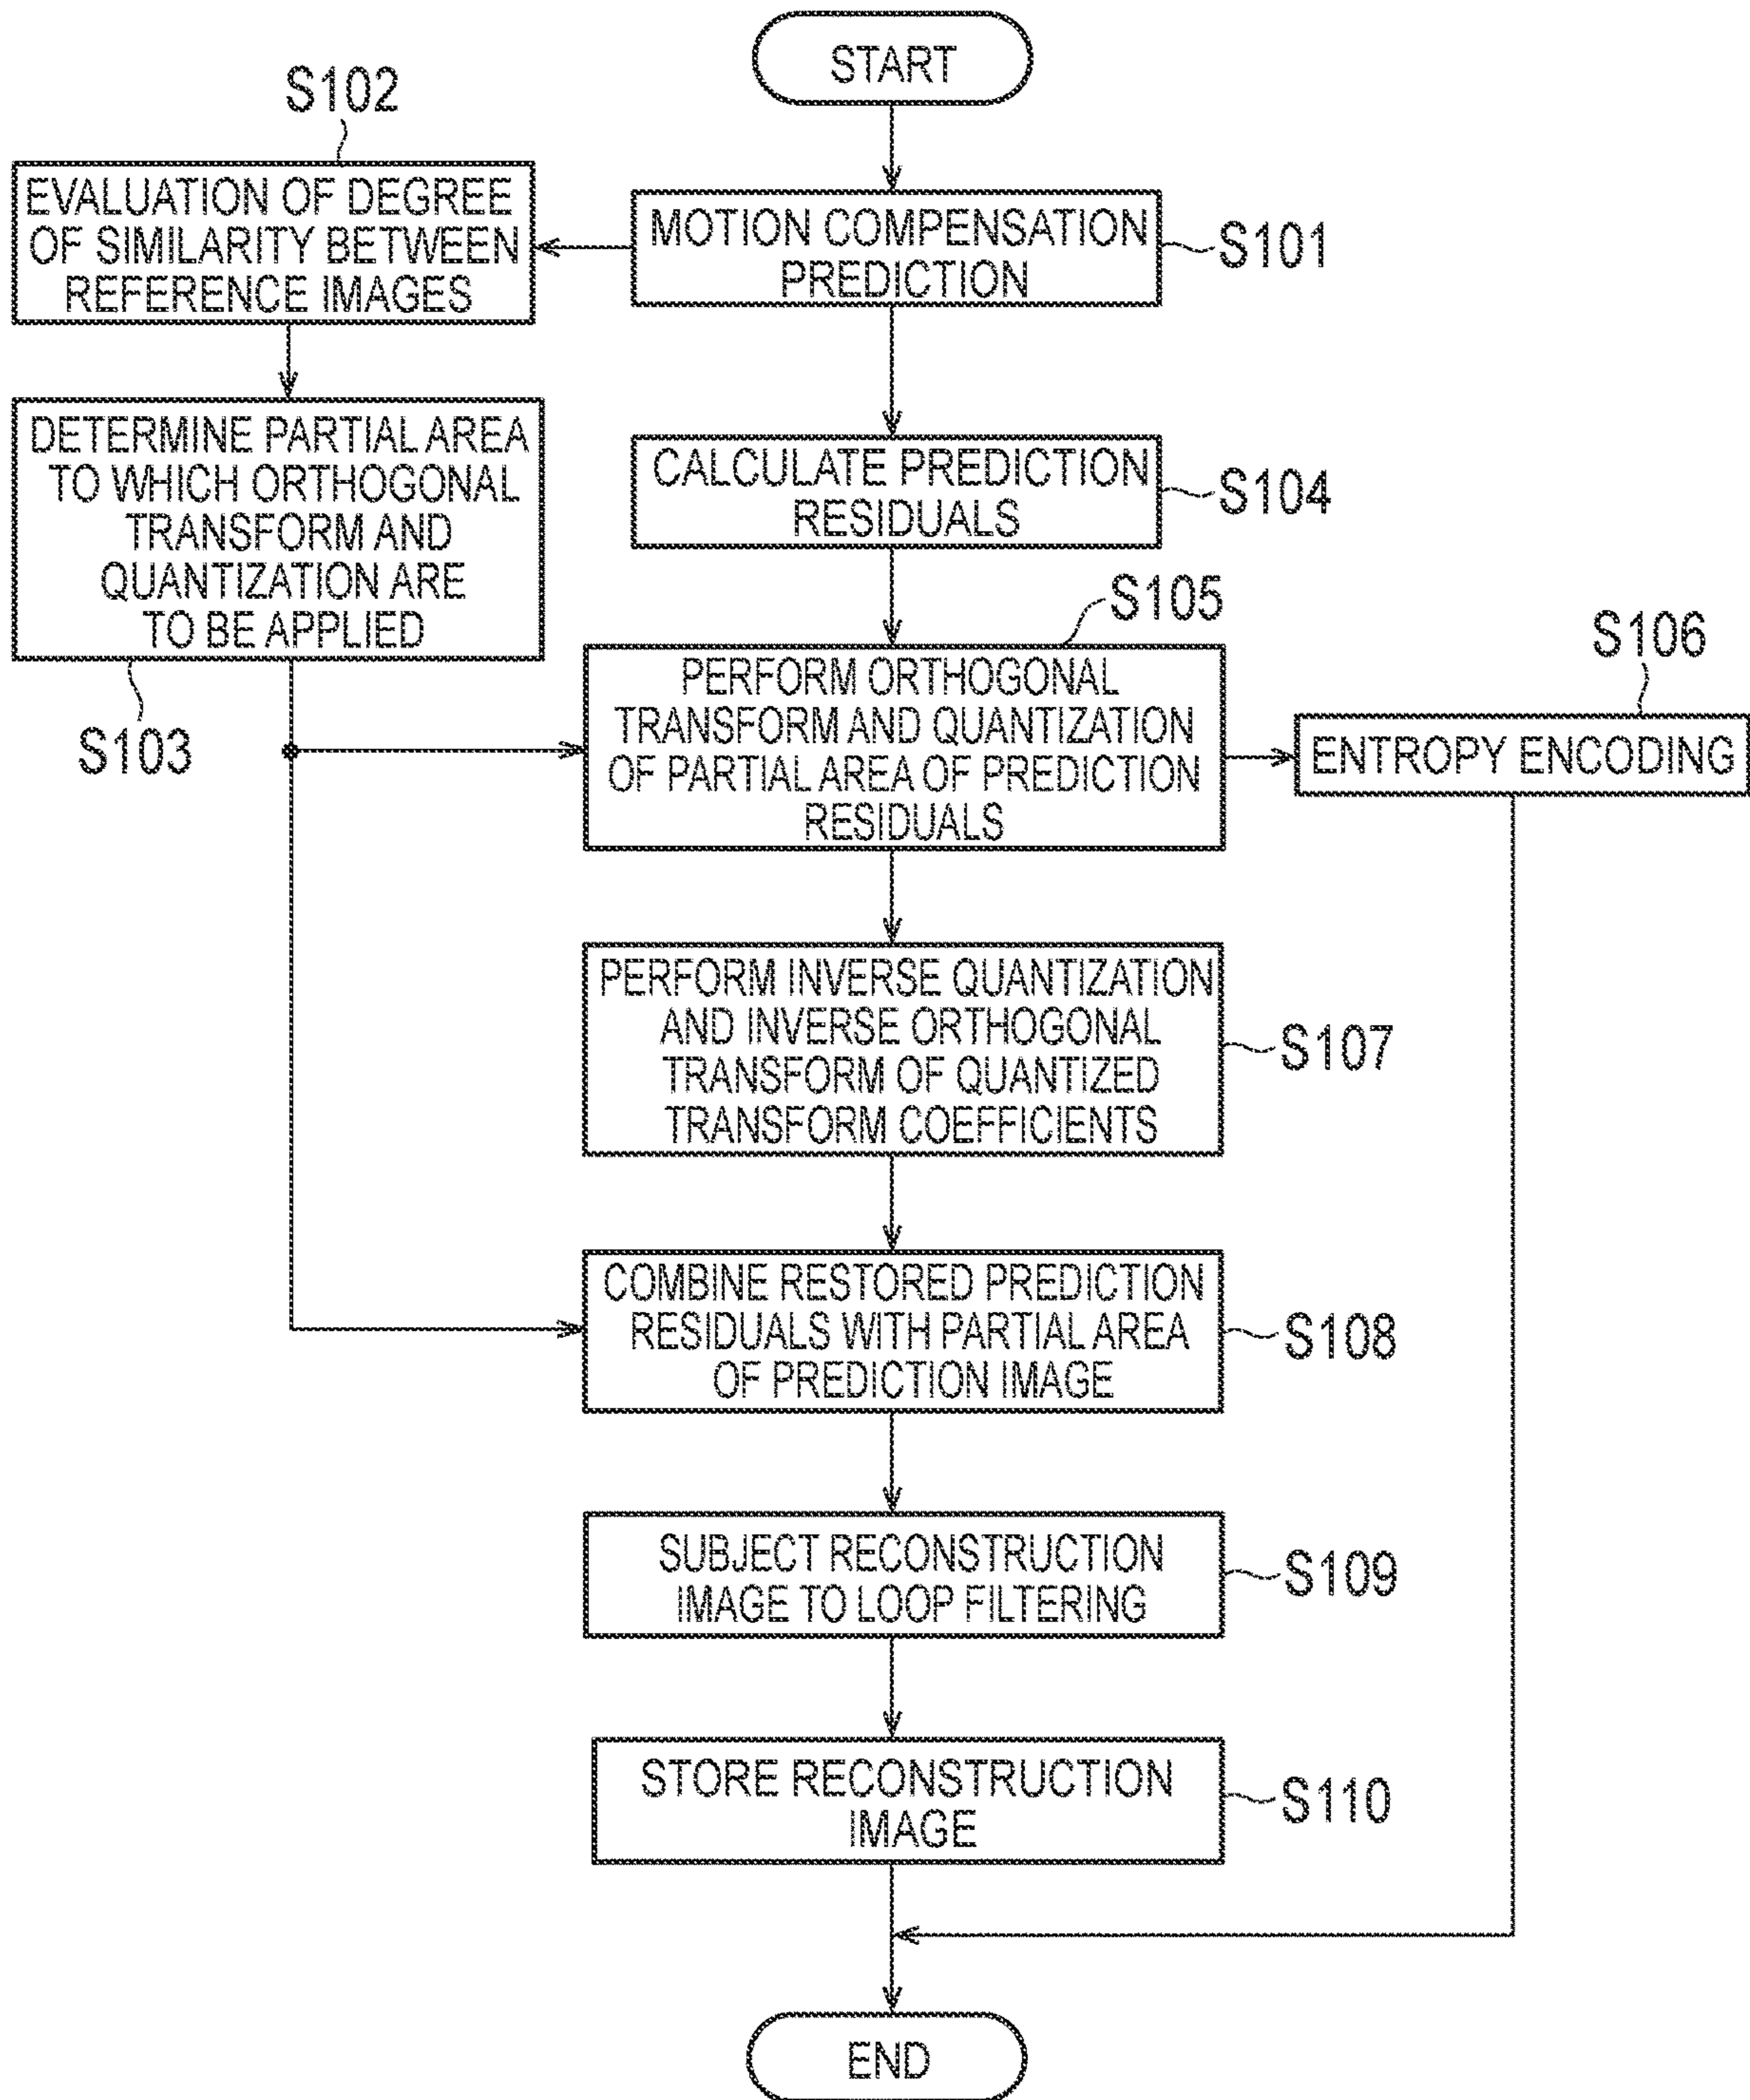 START
S102
EVALUATION OF DEGREE
OF SIMILARITY BETWEEN
REFERENCE IMAGES
MOTION COMPENSATION
PREDICTION
S101
DETERMINE PARTIAL AREA
TO WHICH ORTHOGONAL
TRANSFORM AND
QUANTIZATION ARE
TO BE APPLIED
S103
CALCULATE PREDICTION
RESIDUALS
S104
S105
PERFORM ORTHOGONAL
TRANSFORM AND QUANTIZATION
OF PARTIAL AREA OF PREDICTION
RESIDUALS
S106
ENTROPY ENCODING
PERFORM INVERSE QUANTIZATION
AND INVERSE ORTHOGONAL
TRANSFORM OF QUANTIZED
TRANSFORM COEFFICIENTS
S107
COMBINE RESTORED PREDICTION
RESIDUALS WITH PARTIAL AREA
OF PREDICTION IMAGE
S108
SUBJECT RECONSTRUCTION
IMAGE TO LOOP FILTERING
S109
STORE RECONSTRUCTION
IMAGE
S110
END